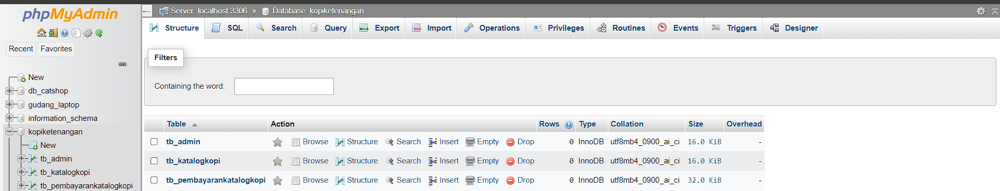 phpMyAdmin
Recent Favorites
New
db_catshop
gudang_laptop
information_schema
kopiketenangan
New
tb_admin
tb_katalogkopi
tb_pembayarankatalogkopi
Server: localhost:3306 » Database: kopiketenangan
Structure SQL Search Query Export Import Operations Privileges Routines Events Triggers Designer
Filters
Containing the word:
Table Action Rows Type Collation Size Overhead
tb_admin Browse Structure Search Insert Empty Drop 0 InnoDB utf8mb4_0900_ai_ci 16.0 KiB -
tb_katalogkopi Browse Structure Search Insert Empty Drop 0 InnoDB utf8mb4_0900_ai_ci 16.0 KiB -
tb_pembayarankatalogkopi Browse Structure Search Insert Empty Drop 0 InnoDB utf8mb4_0900_ai_ci 32.0 KiB -